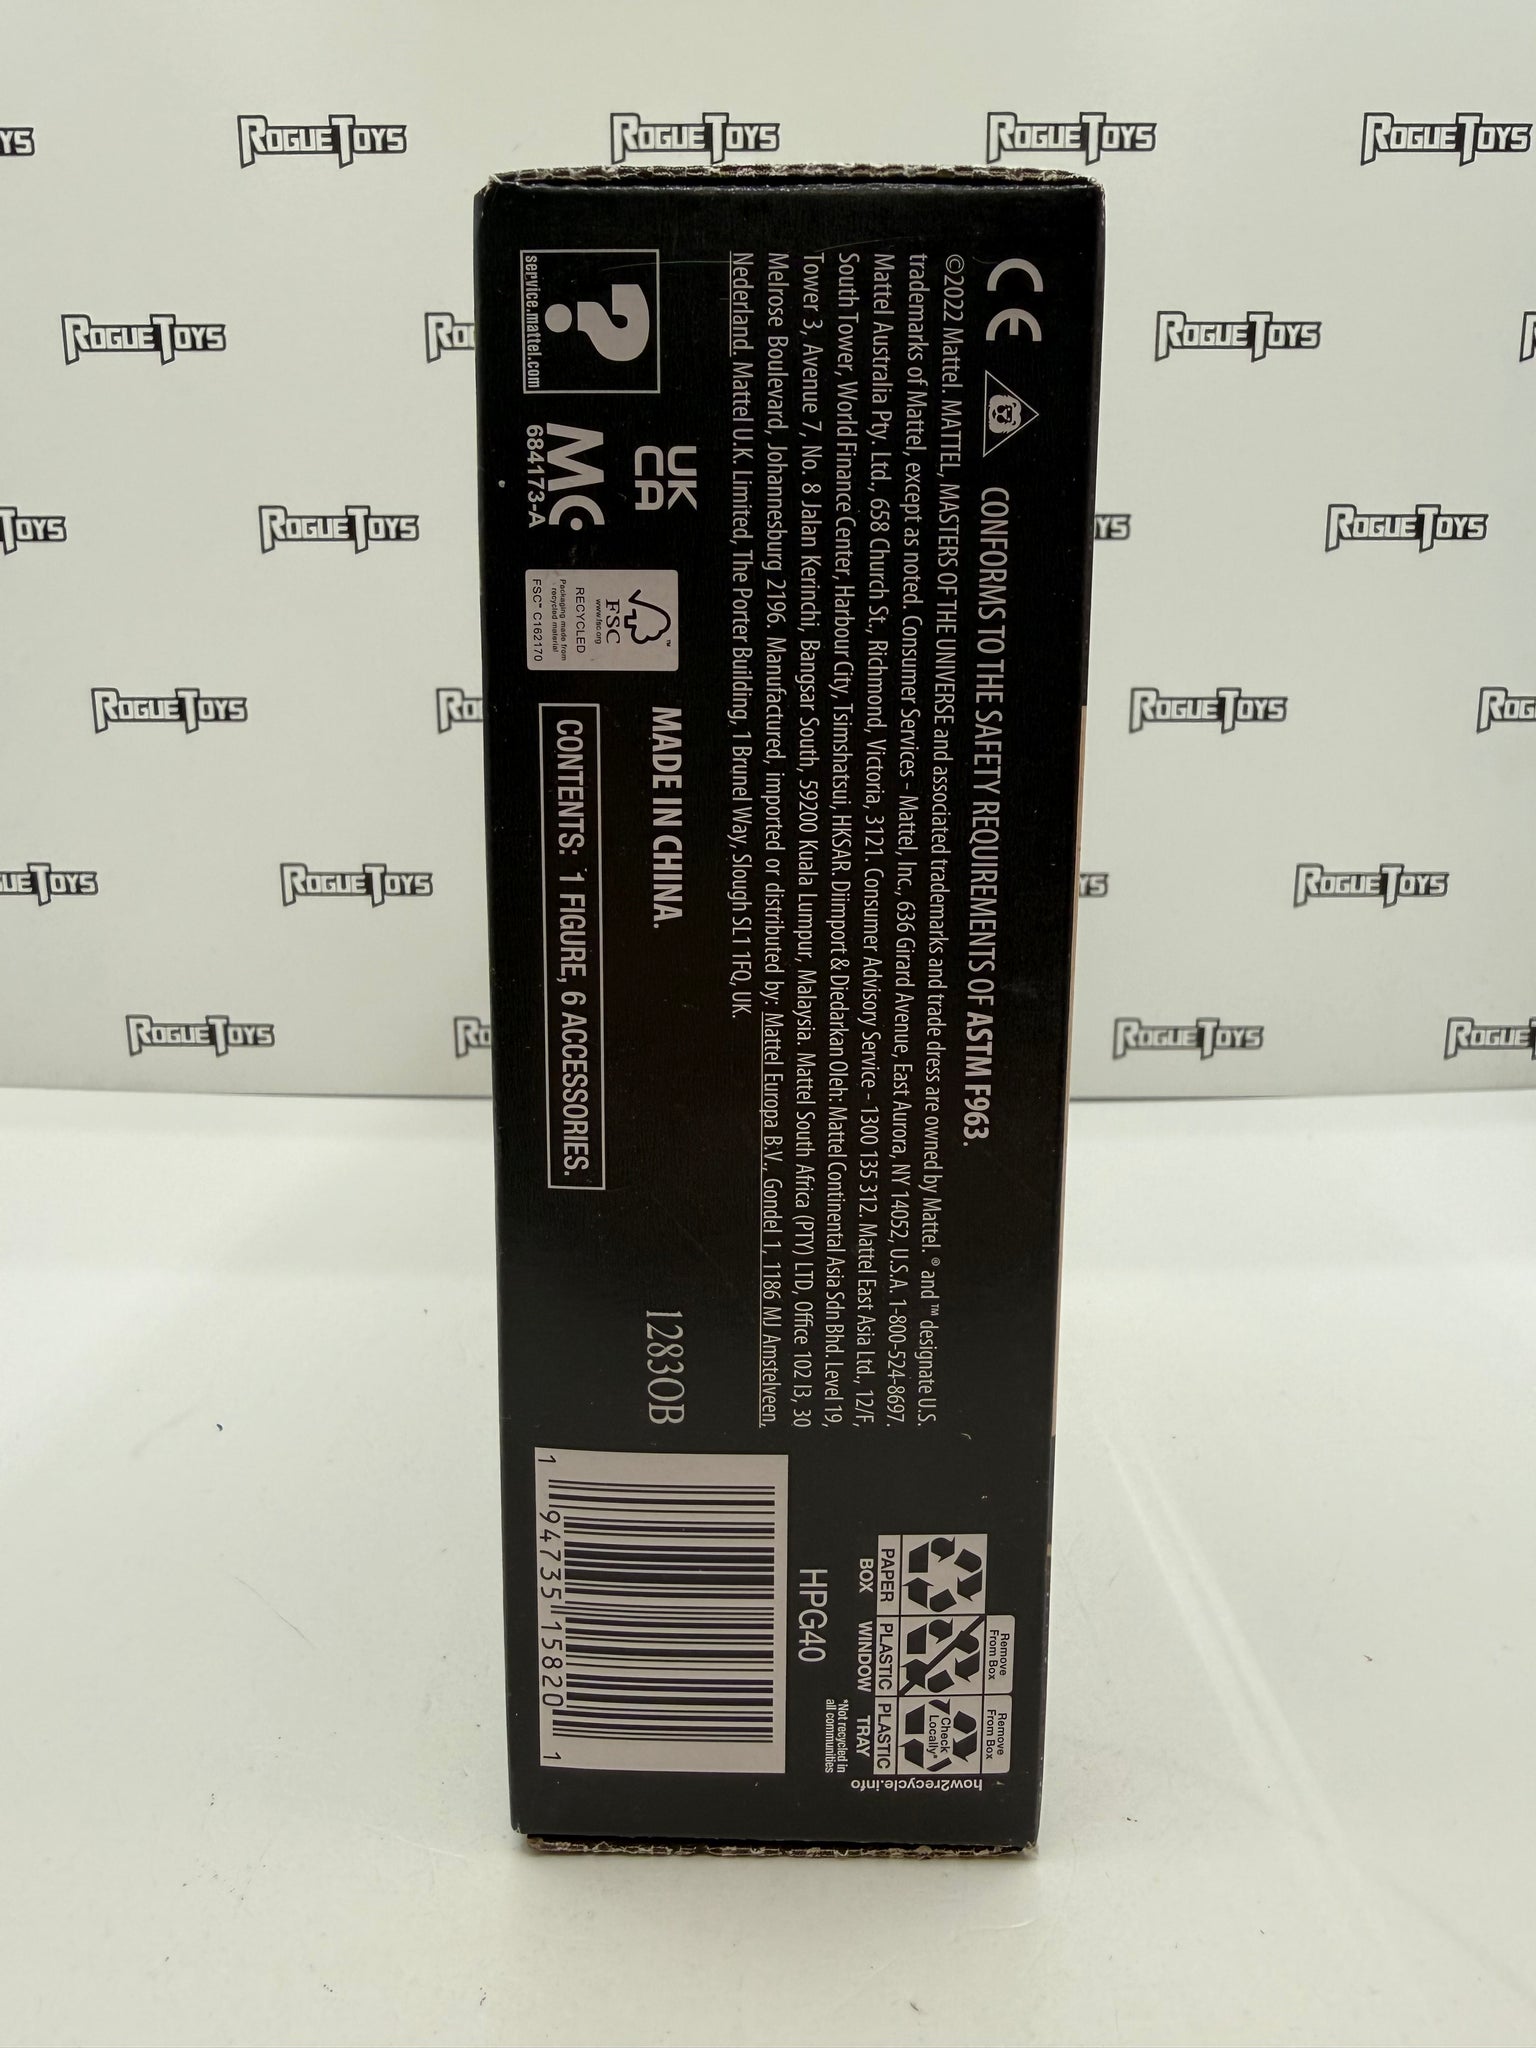 ROGUE TOYS
CE
CONFORMS TO THE SAFETY REQUIREMENTS OF ASTM F963.
©2022 Mattel. MATTEL, MASTERS OF THE UNIVERSE and associated trademarks and trade dress are owned by Mattel. ® and ™ designate U.S.
trademarks of Mattel, except as noted. Consumer Services - Mattel, Inc., 636 Girard Avenue, East Aurora, NY 14052, U.S.A. 1-800-524-8697.
Mattel Australia Pty. Ltd., 658 Church St., Richmond, Victoria, 3121. Consumer Advisory Service - 1300 135 312. Mattel East Asia Ltd., 12/F,
South Tower, World Finance Center, Harbour City, Tsimshatsui, HKSAR. Diimport & Diedarkan Oleh: Mattel Continental Asia Sdn Bhd. Level 19,
Tower 3, Avenue 7, No. 8 Jalan Kerinchi, Bangsar South, 59200 Kuala Lumpur, Malaysia. Mattel South Africa (PTY) LTD, Office 102 I3, 30
Melrose Boulevard, Johannesburg 2196. Manufactured, imported or distributed by: Mattel Europa B.V., Gondel 1, 1186 MJ Amstelveen,
Nederland. Mattel U.K. Limited, The Porter Building, 1 Brunel Way, Slough SL1 1FQ, UK.
?
service.mattel.com
UK
CA
MC
684173-A
FSC
www.fsc.org
RECYCLED
Packaging made from
recycled material
FSC™ C162170
MADE IN CHINA.
CONTENTS: 1 FIGURE, 6 ACCESSORIES.
12830B
Remove
From Box
Remove
From Box
Check
Locally*
PAPER
BOX
PLASTIC
WINDOW
PLASTIC
TRAY
*Not recycled in
all communities
how2recycle.info
HPG40
1 94735 15820 1